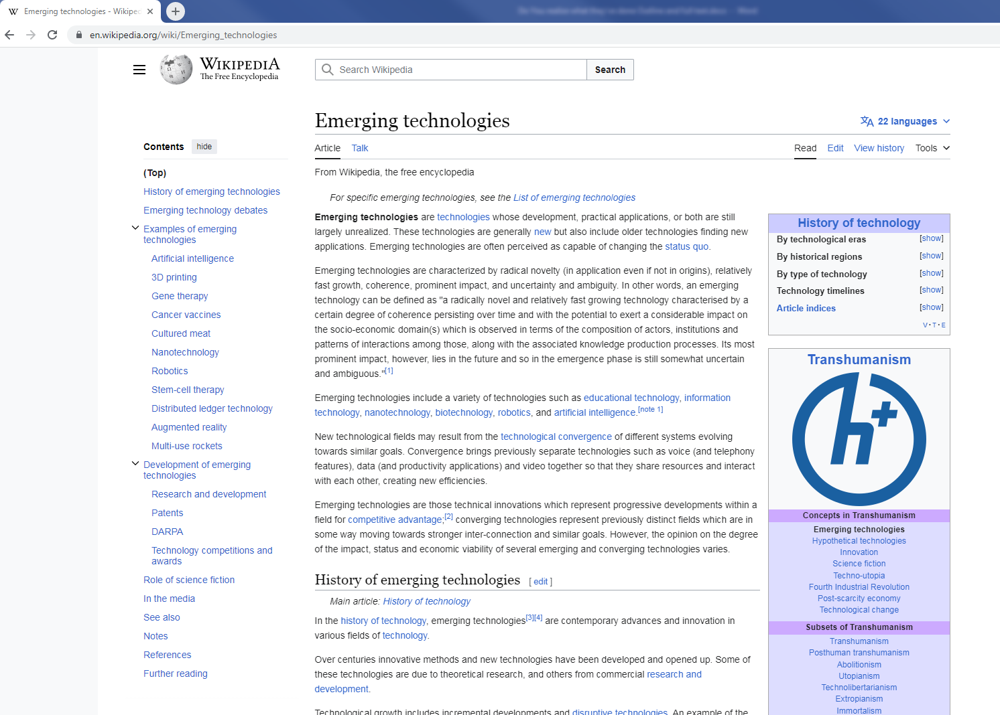 Emerging technologies - Wikiped
en.wikipedia.org/wiki/Emerging_technologies
WIKIPEDIA
The Free Encyclopedia
Search Wikipedia
Search
Emerging technologies
22 languages
Article Talk
Read Edit View history Tools
Contents hide
(Top)
History of emerging technologies
Emerging technology debates
Examples of emerging
technologies
Artificial intelligence
3D printing
Gene therapy
Cancer vaccines
Cultured meat
Nanotechnology
Robotics
Stem-cell therapy
Distributed ledger technology
Augmented reality
Multi-use rockets
Development of emerging
technologies
Research and development
Patents
DARPA
Technology competitions and
awards
Role of science fiction
In the media
See also
Notes
References
Further reading
From Wikipedia, the free encyclopedia
For specific emerging technologies, see the List of emerging technologies
Emerging technologies are technologies whose development, practical applications, or both are still
largely unrealized. These technologies are generally new but also include older technologies finding new
applications. Emerging technologies are often perceived as capable of changing the status quo.
Emerging technologies are characterized by radical novelty (in application even if not in origins), relatively
fast growth, coherence, prominent impact, and uncertainty and ambiguity. In other words, an emerging
technology can be defined as "a radically novel and relatively fast growing technology characterised by a
certain degree of coherence persisting over time and with the potential to exert a considerable impact on
the socio-economic domain(s) which is observed in terms of the composition of actors, institutions and
patterns of interactions among those, along with the associated knowledge production processes. Its most
prominent impact, however, lies in the future and so in the emergence phase is still somewhat uncertain
and ambiguous."[1]
Emerging technologies include a variety of technologies such as educational technology, information
technology, nanotechnology, biotechnology, robotics, and artificial intelligence.[note 1]
New technological fields may result from the technological convergence of different systems evolving
towards similar goals. Convergence brings previously separate technologies such as voice (and telephony
features), data (and productivity applications) and video together so that they share resources and interact
with each other, creating new efficiencies.
Emerging technologies are those technical innovations which represent progressive developments within a
field for competitive advantage;[2] converging technologies represent previously distinct fields which are in
some way moving towards stronger inter-connection and similar goals. However, the opinion on the degree
of the impact, status and economic viability of several emerging and converging technologies varies.
History of emerging technologies [ edit ]
Main article: History of technology
In the history of technology, emerging technologies[3][4] are contemporary advances and innovation in
various fields of technology.
Over centuries innovative methods and new technologies have been developed and opened up. Some of
these technologies are due to theoretical research, and others from commercial research and
development.
Technological growth includes incremental developments and disruptive technologies. An example of the
History of technology
By technological eras [show]
By historical regions [show]
By type of technology [show]
Technology timelines [show]
Article indices [show]
V · T · E
Transhumanism
h+
Concepts in Transhumanism
Emerging technologies
Hypothetical technologies
Innovation
Science fiction
Techno-utopia
Fourth Industrial Revolution
Post-scarcity economy
Technological change
Subsets of Transhumanism
Transhumanism
Posthuman transhumanism
Abolitionism
Utopianism
Technolibertarianism
Extropianism
Immortalism